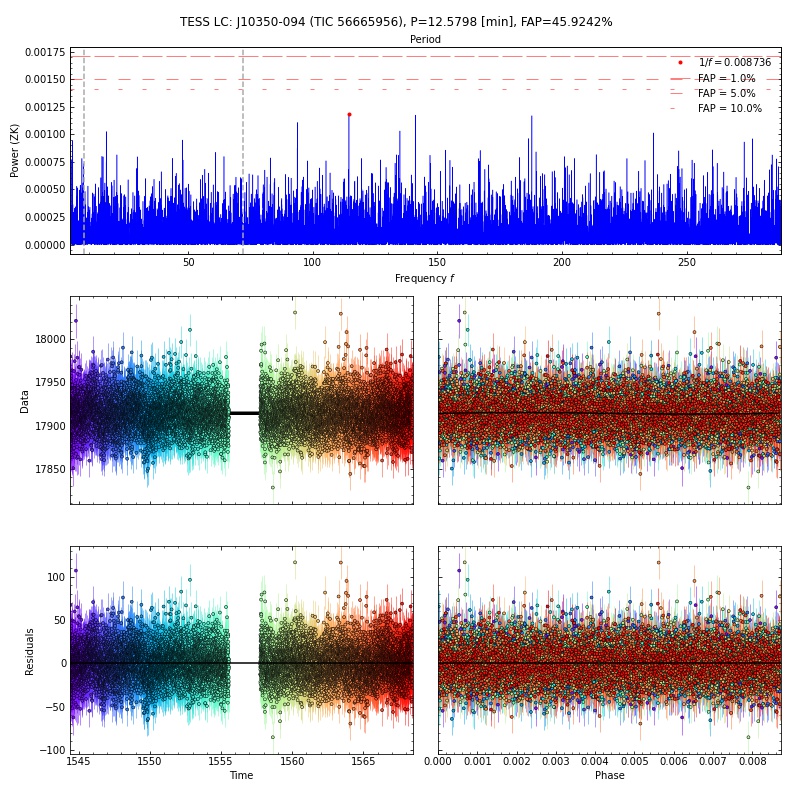 TESS LC: J10350-094 (TIC 56665956), P=12.5798 [min], FAP=45.9242%
Period
0.00175
0.00150
0.00125
0.00100
0.00075
0.00050
0.00025
0.00000
Power (ZK)
1/f = 0.008736
FAP = 1.0%
FAP = 5.0%
FAP = 10.0%
50 100 150 200 250
Frequency f
18000
17950
17900
17850
Data
100
50
0
−50
−100
Residuals
1545 1550 1555 1560 1565
Time
0.000 0.001 0.002 0.003 0.004 0.005 0.006 0.007 0.008
Phase